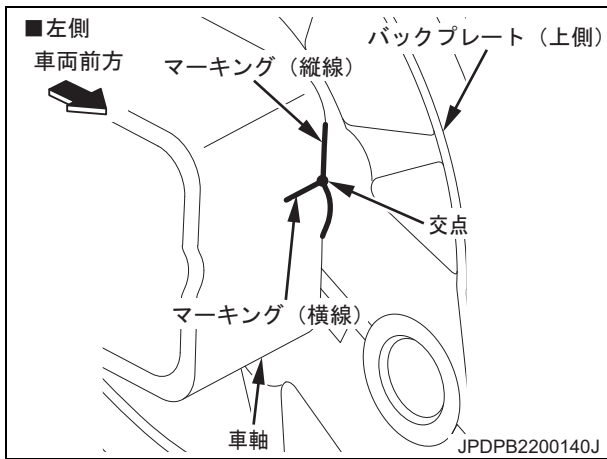 ■左側
車両前方
マーキング（縦線）
バックプレート（上側）
交点
マーキング（横線）
車軸
JPDPB2200140J